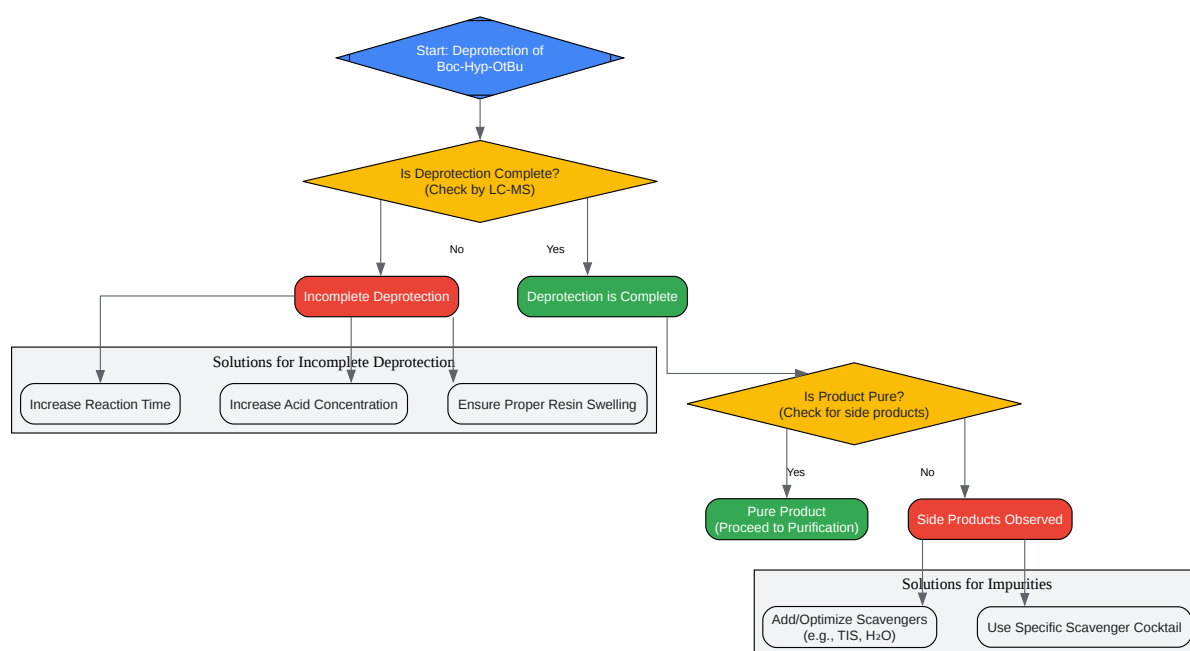 Start: Deprotection of
Boc-Hyp-OtBu
Is Deprotection Complete?
(Check by LC-MS)
No
Yes
Incomplete Deprotection
Deprotection is Complete
Solutions for Incomplete Deprotection
Increase Reaction Time
Increase Acid Concentration
Ensure Proper Resin Swelling
Is Product Pure?
(Check for side products)
Yes
No
Pure Product
(Proceed to Purification)
Side Products Observed
Solutions for Impurities
Add/Optimize Scavengers
(e.g., TIS, H₂O)
Use Specific Scavenger Cocktail